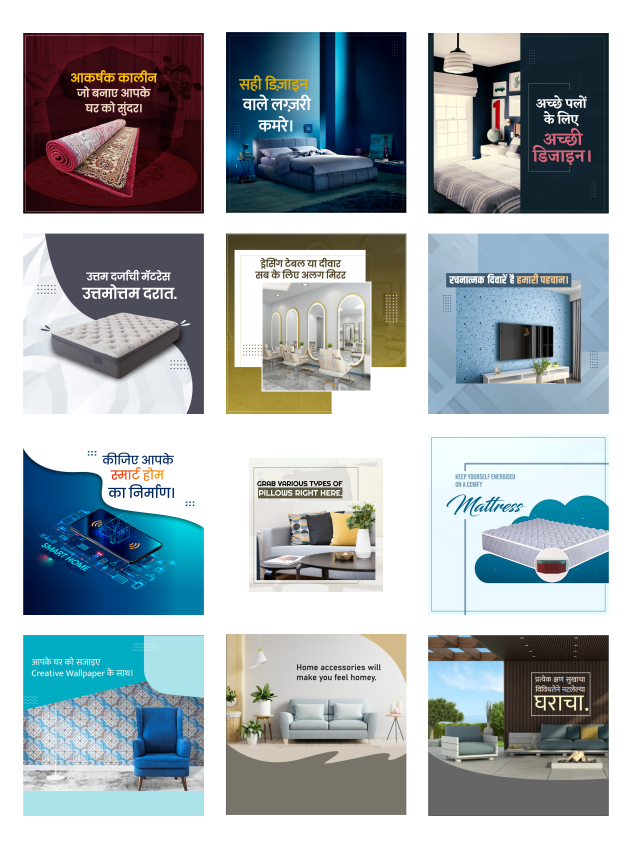 आकर्षक कालीन
जो बनाए आपके
घर को सुंदर।
सही डिज़ाइन
वाले लग्ज़री
कमरे।
अच्छे पलों
के लिए
अच्छी
डिजाइन।
उत्तम दर्जाची मॅटरेस
उत्तमोत्तम दरात.
ड्रेसिंग टेबल या दीवार
सब के लिए अलग मिरर
रचनात्मक दिवारें है हमारी पहचान।
कीजिए आपके
स्मार्ट होम
का निर्माण।
SMART HOME
GRAB VARIOUS TYPES OF
PILLOWS RIGHT HERE.
KEEP YOURSELF ENERGISED
ON A COMFY
Mattress
आपके घर को सजाइए
Creative Wallpaper के साथ।
Home accessories will
make you feel homey.
प्रत्येक क्षण सुखाचा
विविधतेने नटलेल्या
घराचा.